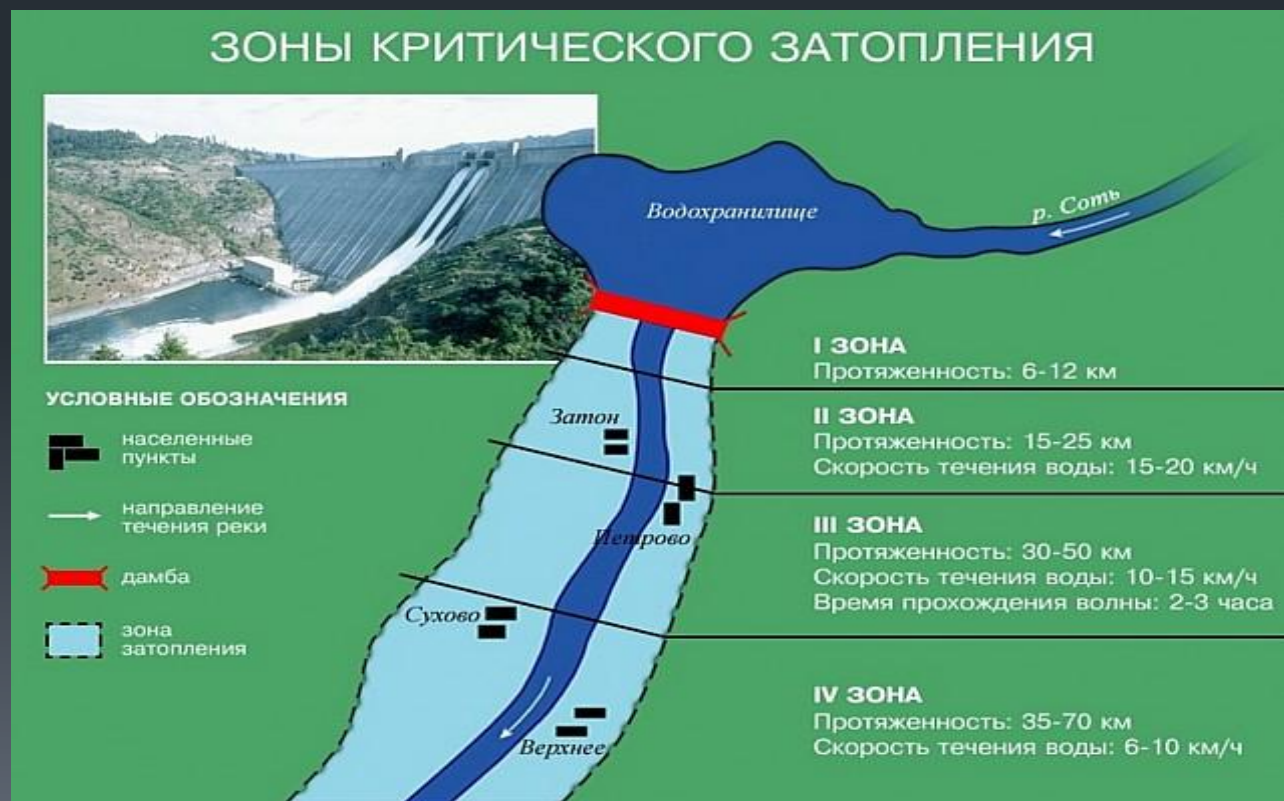 ЗОНЫ КРИТИЧЕСКОГО ЗАТОПЛЕНИЯ
Водохранилище
р. Соть
I ЗОНА
Протяженность: 6-12 км
УСЛОВНЫЕ ОБОЗНАЧЕНИЯ
населенные
пункты
направление
течения реки
дамба
зона
затопления
Затон
Петрово
Сухово
Верхнее
II ЗОНА
Протяженность: 15-25 км
Скорость течения воды: 15-20 км/ч
III ЗОНА
Протяженность: 30-50 км
Скорость течения воды: 10-15 км/ч
Время прохождения волны: 2-3 часа
IV ЗОНА
Протяженность: 35-70 км
Скорость течения воды: 6-10 км/ч